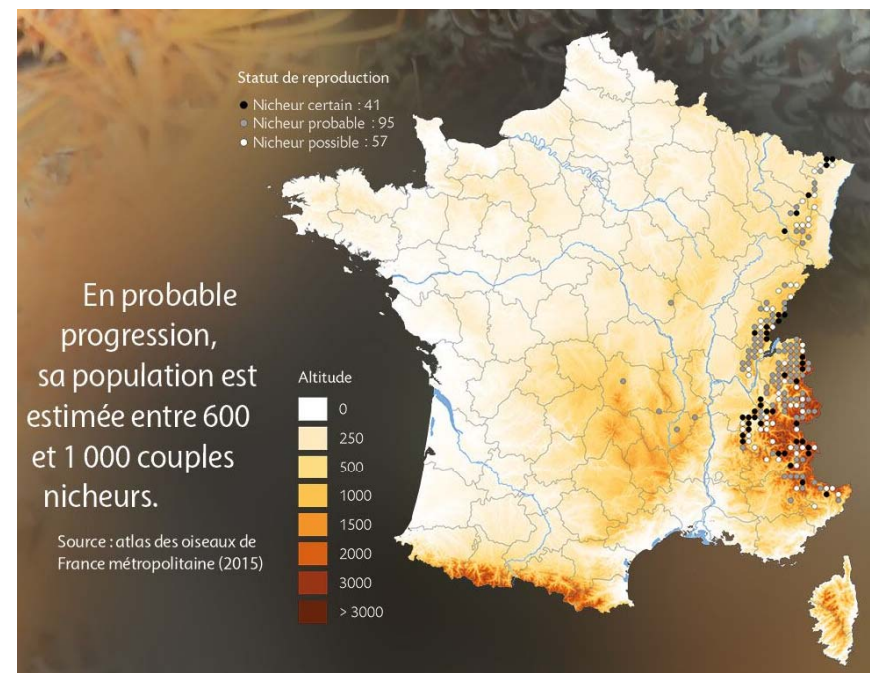 Statut de reproduction
Nicheur certain : 41
Nicheur probable : 95
Nicheur possible : 57
En probable
progression,
sa population est
estimée entre 600
et 1 000 couples
nicheurs.
Source : atlas des oiseaux de
France métropolitaine (2015)
Altitude
0
250
500
1000
1500
2000
3000
> 3000